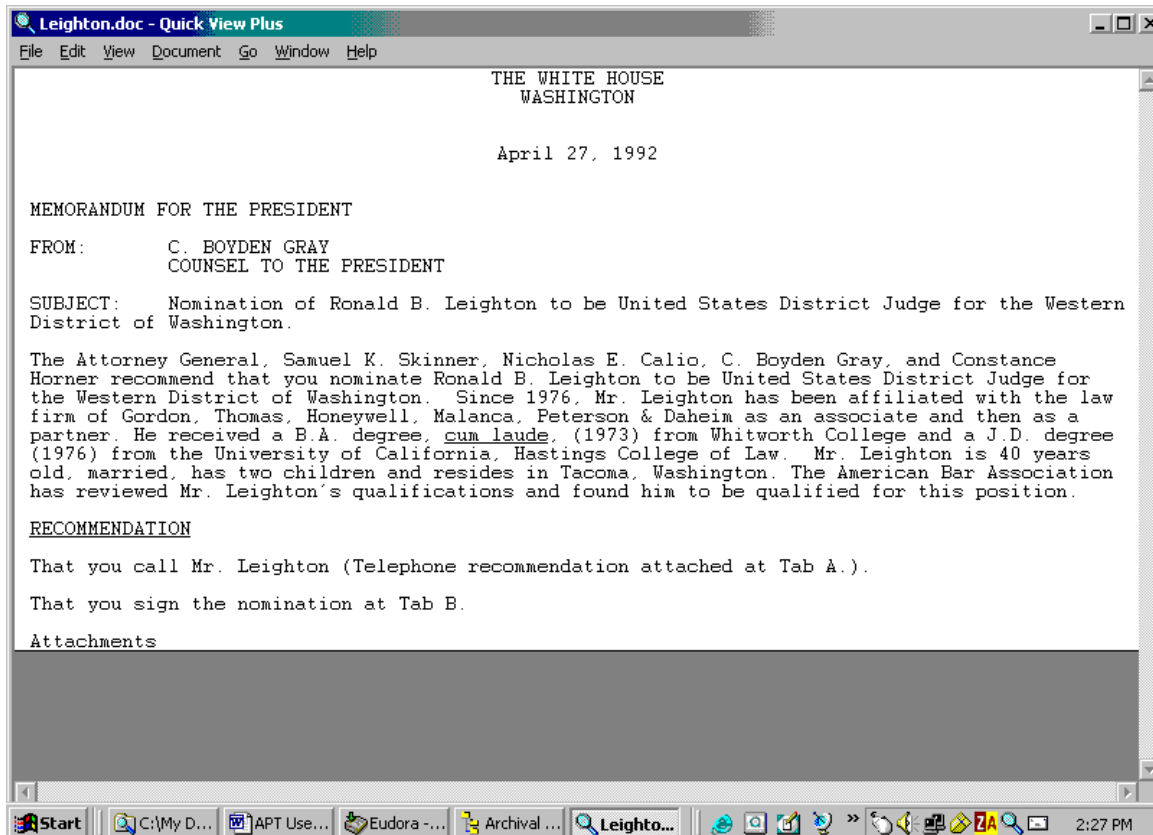 Leighton.doc - Quick View Plus
File Edit View Document Go Window Help
THE WHITE HOUSE
WASHINGTON
April 27, 1992
MEMORANDUM FOR THE PRESIDENT
FROM: C. BOYDEN GRAY
COUNSEL TO THE PRESIDENT
SUBJECT: Nomination of Ronald B. Leighton to be United States District Judge for the Western
District of Washington.
The Attorney General, Samuel K. Skinner, Nicholas E. Calio, C. Boyden Gray, and Constance
Horner recommend that you nominate Ronald B. Leighton to be United States District Judge for
the Western District of Washington. Since 1976, Mr. Leighton has been affiliated with the law
firm of Gordon, Thomas, Honeywell, Malanca, Peterson & Daheim as an associate and then as a
partner. He received a B.A. degree, cum laude, (1973) from Whitworth College and a J.D. degree
(1976) from the University of California, Hastings College of Law. Mr. Leighton is 40 years
old, married, has two children and resides in Tacoma, Washington. The American Bar Association
has reviewed Mr. Leighton´s qualifications and found him to be qualified for this position.
RECOMMENDATION
That you call Mr. Leighton (Telephone recommendation attached at Tab A.).
That you sign the nomination at Tab B.
Attachments
Start C:\My D... APT Use... Eudora -... Archival ... Leighto... » ZA 2:27 PM